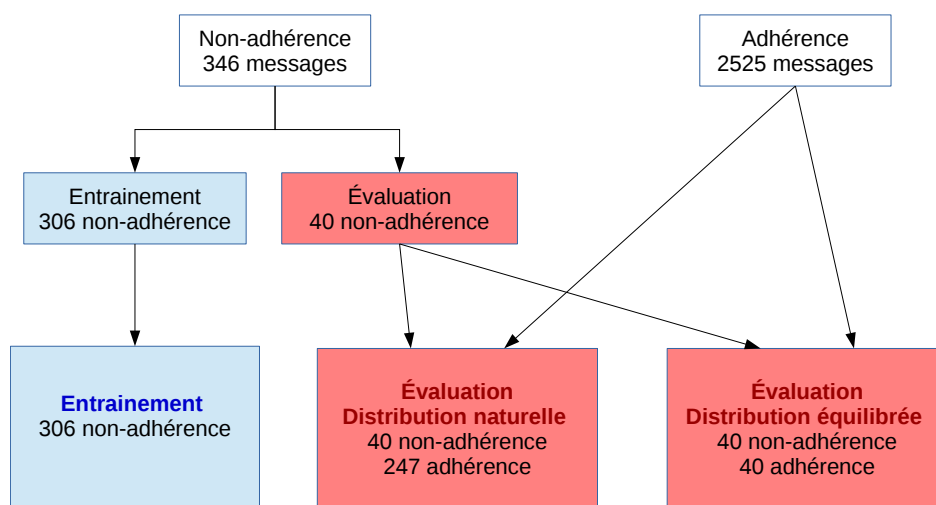 Non-adhérence
346 messages
Adhérence
2525 messages
Entrainement
306 non-adhérence
Évaluation
40 non-adhérence
Entrainement
306 non-adhérence
Évaluation
Distribution naturelle
40 non-adhérence
247 adhérence
Évaluation
Distribution équilibrée
40 non-adhérence
40 adhérence